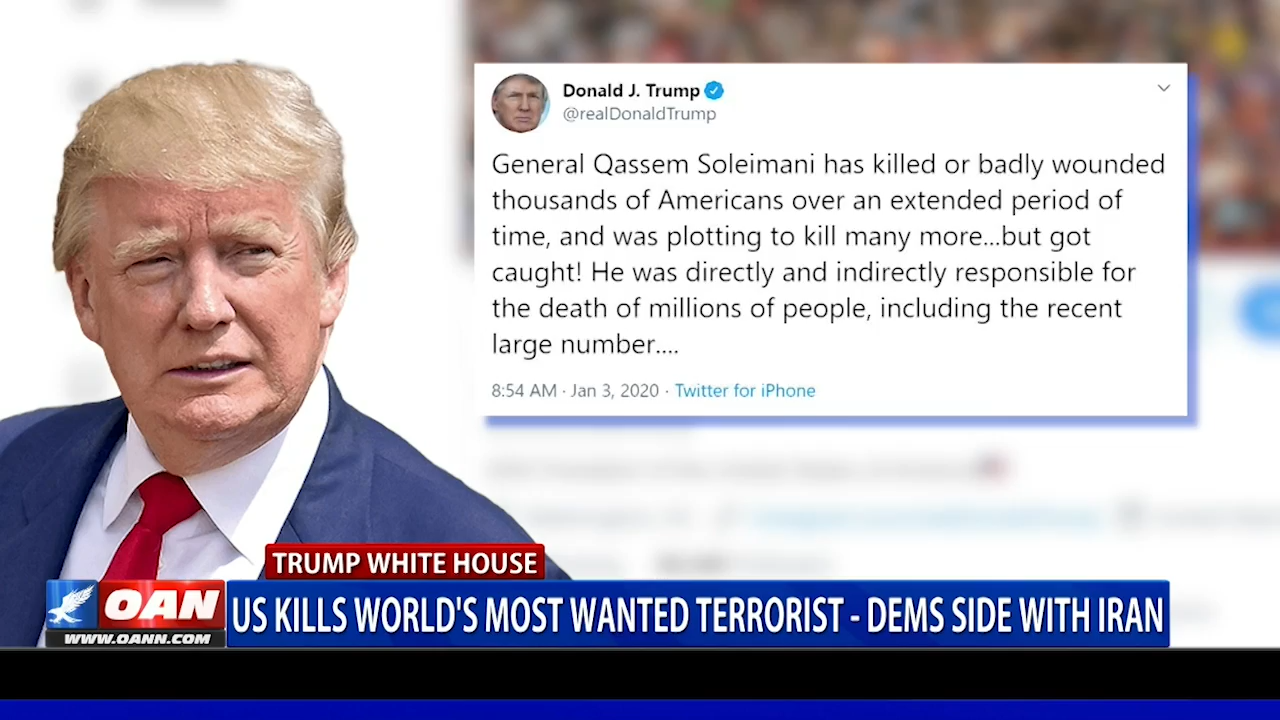 Donald J. Trump
@realDonaldTrump
General Qassem Soleimani has killed or badly wounded
thousands of Americans over an extended period of
time, and was plotting to kill many more...but got
caught! He was directly and indirectly responsible for
the death of millions of people, including the recent
large number....
8:54 AM · Jan 3, 2020 · Twitter for iPhone
TRUMP WHITE HOUSE
OAN
WWW.OANN.COM
US KILLS WORLD'S MOST WANTED TERRORIST - DEMS SIDE WITH IRAN